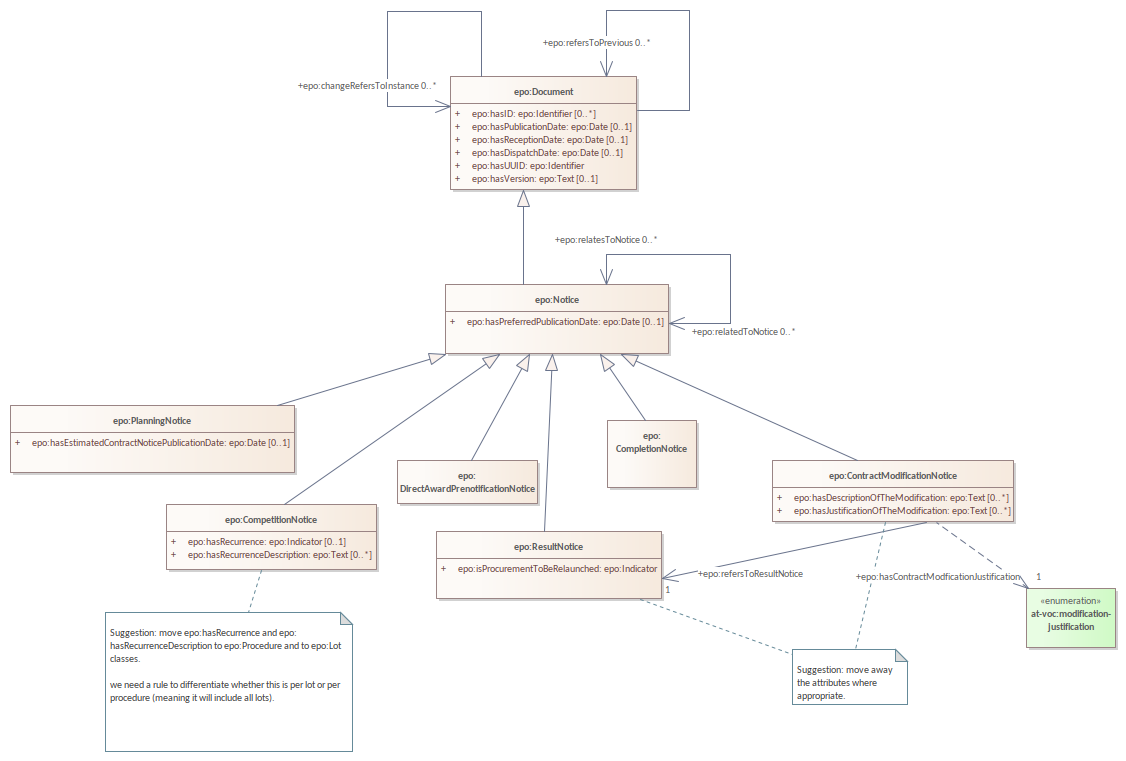 +epo:refersToPrevious 0..*
+epo:changeRefersToInstance 0..*
epo:Document
+ epo:hasID: epo:Identifier [0..*]
+ epo:hasPublicationDate: epo:Date [0..1]
+ epo:hasReceptionDate: epo:Date [0..1]
+ epo:hasDispatchDate: epo:Date [0..1]
+ epo:hasUUID: epo:Identifier
+ epo:hasVersion: epo:Text [0..1]
+epo:relatesToNotice 0..*
epo:Notice
+ epo:hasPreferredPublicationDate: epo:Date [0..1]
+epo:relatedToNotice 0..*
epo:PlanningNotice
+ epo:hasEstimatedContractNoticePublicationDate: epo:Date [0..1]
epo:
CompletionNotice
epo:
DirectAwardPrenotificationNotice
epo:ContractModificationNotice
+ epo:hasDescriptionOfTheModification: epo:Text [0..*]
+ epo:hasJustificationOfTheModification: epo:Text [0..*]
epo:CompetitionNotice
+ epo:hasRecurrence: epo:Indicator [0..1]
+ epo:hasRecurrenceDescription: epo:Text [0..*]
epo:ResultNotice
+ epo:isProcurementToBeRelaunched: epo:Indicator
+epo:refersToResultNotice
1
+epo:hasContractModficationJustification 1
«enumeration»
at-voc:modification-
justification
Suggestion: move epo:hasRecurrence and epo:
hasRecurrenceDescription to epo:Procedure and to epo:Lot
classes.
we need a rule to differentiate whether this is per lot or per
procedure (meaning it will include all lots).
Suggestion: move away
the attributes where
appropriate.